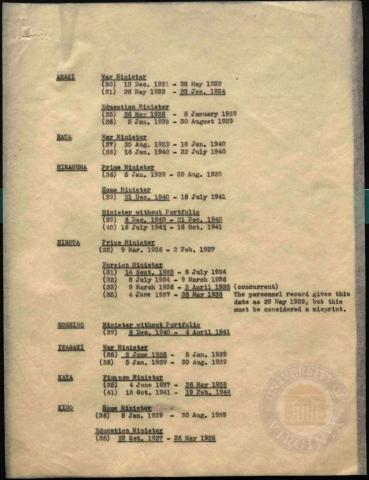 ARAKI War Minister
(30) 13 Dec. 1931 - 26 May 1932
(31) 26 May 1932 - 23 Jan. 1934
Education Minister
(35) 26 May 1938 - 5 January 1939
(36) 5 Jan. 1939 - 30 August 1939
HATA War Minister
(37) 30 Aug. 1939 - 16 Jan. 1940
(38) 16 Jan. 1940 - 22 July 1940
HIRANUMA Prime Minister
(36) 5 Jan. 1939 - 30 Aug. 1939
Home Minister
(39) 21 Dec. 1940 - 18 July 1941
Minister without Portfolio
(39) 6 Dec. 1940 - 21 Dec. 1940
(40) 18 July 1941 - 18 Oct. 1941
HIROTA Prime Minister
(33) 9 Mar. 1936 - 2 Feb. 1937
Foreign Minister
(31) 14 Sept. 1933 - 8 July 1934
(32) 8 July 1934 - 9 March 1936
(33) 9 March 1936 - 2 April 1936 (concurrent)
(35) 4 June 1937 - 26 May 1938 The personnel record gives this
date as 29 May 1938, but this
must be considered a misprint.
HOSHINO Minister without Portfolio
(39) 6 Dec. 1940 - 4 April 1941
ITAGAKI War Minister
(35) 3 June 1938 - 5 Jan. 1939
(36) 5 Jan. 1939 - 30 Aug. 1939
KAYA Finance Minister
(35) 4 June 1937 - 26 May 1938
(41) 18 Oct. 1941 - 19 Feb. 1944
KIDO Home Minister
(36) 5 Jan. 1939 - 30 Aug. 1939
Education Minister
(35) 22 Oct. 1937 - 26 May 1938
UNIVERSITY
VIRGINIA